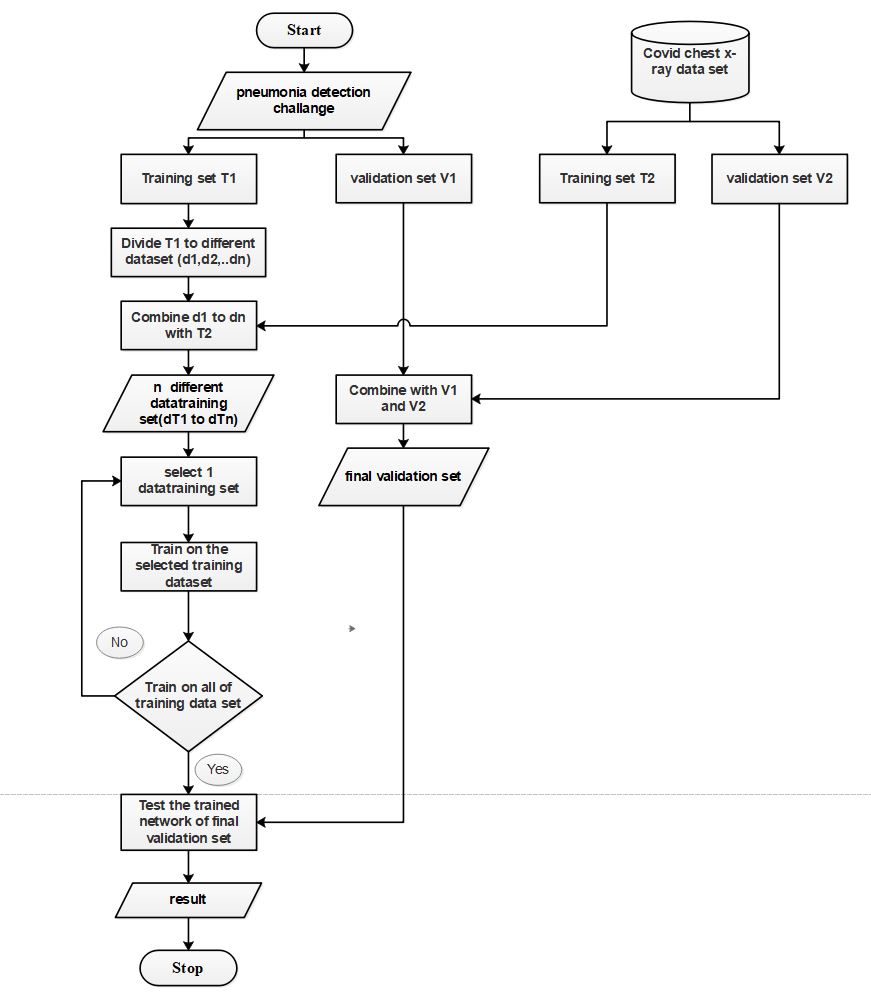 Start
Covid chest x-
ray data set
pneumonia detection
challange
Training set T1
validation set V1
Training set T2
validation set V2
Divide T1 to different
dataset (d1,d2,..dn)
Combine d1 to dn
with T2
n  different
datatraining
set(dT1 to dTn)
Combine with V1
and V2
select 1
datatraining set
final validation set
Train on the
selected training
dataset
No
Train on all of
training data set
Yes
Test the trained
network of final
validation set
result
Stop